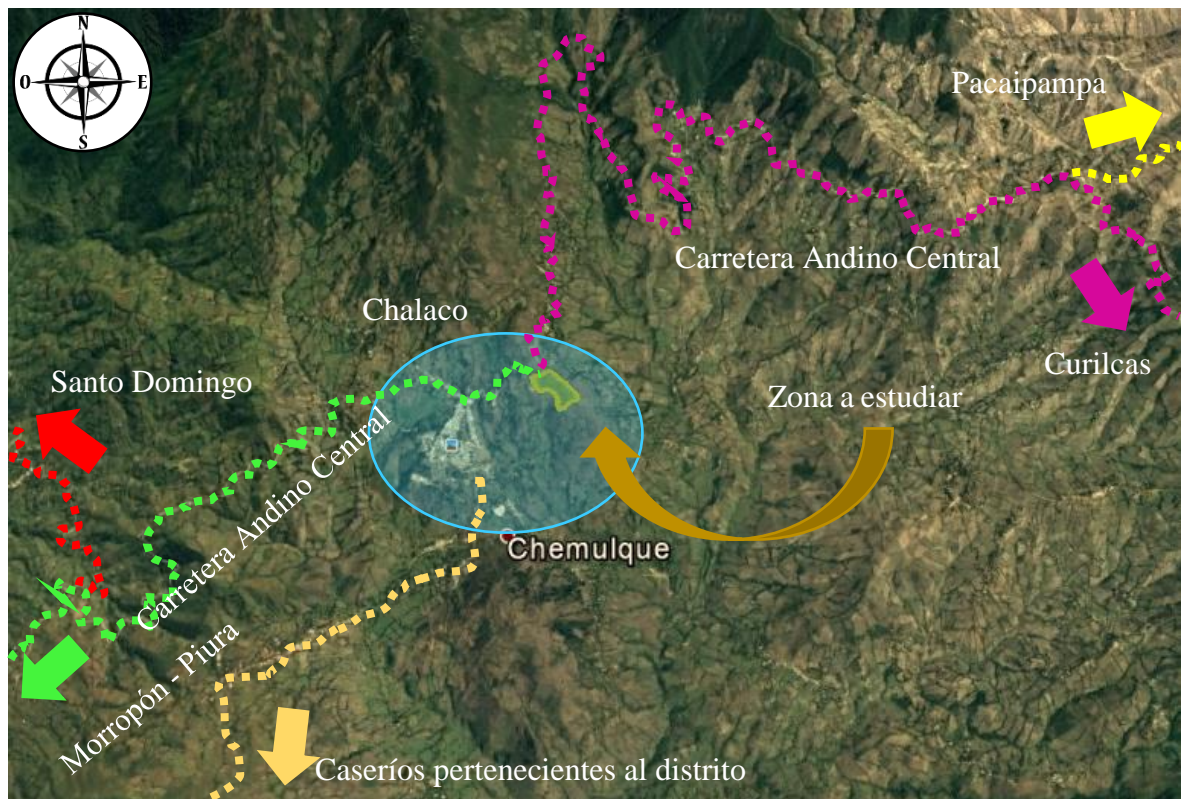 N
O
E
S
Pacaipampa
Carretera Andino Central
Chalaco
Curilcas
Santo Domingo
Zona a estudiar
Carretera Andino Central
Chemulque
Morropón - Piura
Caseríos pertenecientes al distrito